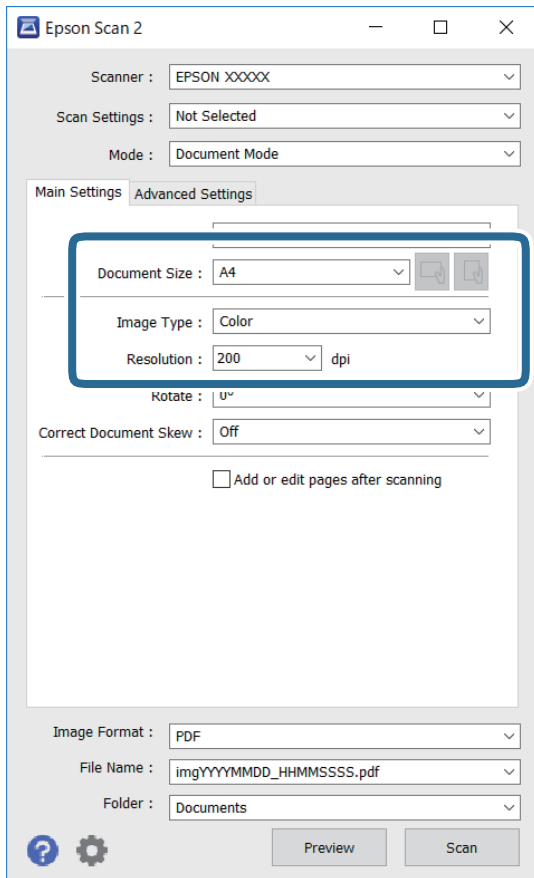 Epson Scan 2
Scanner : EPSON XXXXX
Scan Settings : Not Selected
Mode : Document Mode
Main Settings Advanced Settings
Document Size : A4
Image Type : Color
Resolution : 200 dpi
Rotate : 0º
Correct Document Skew : Off
Add or edit pages after scanning
Image Format : PDF
File Name : imgYYYYMMDD_HHMMSSSS.pdf
Folder : Documents
? Preview Scan